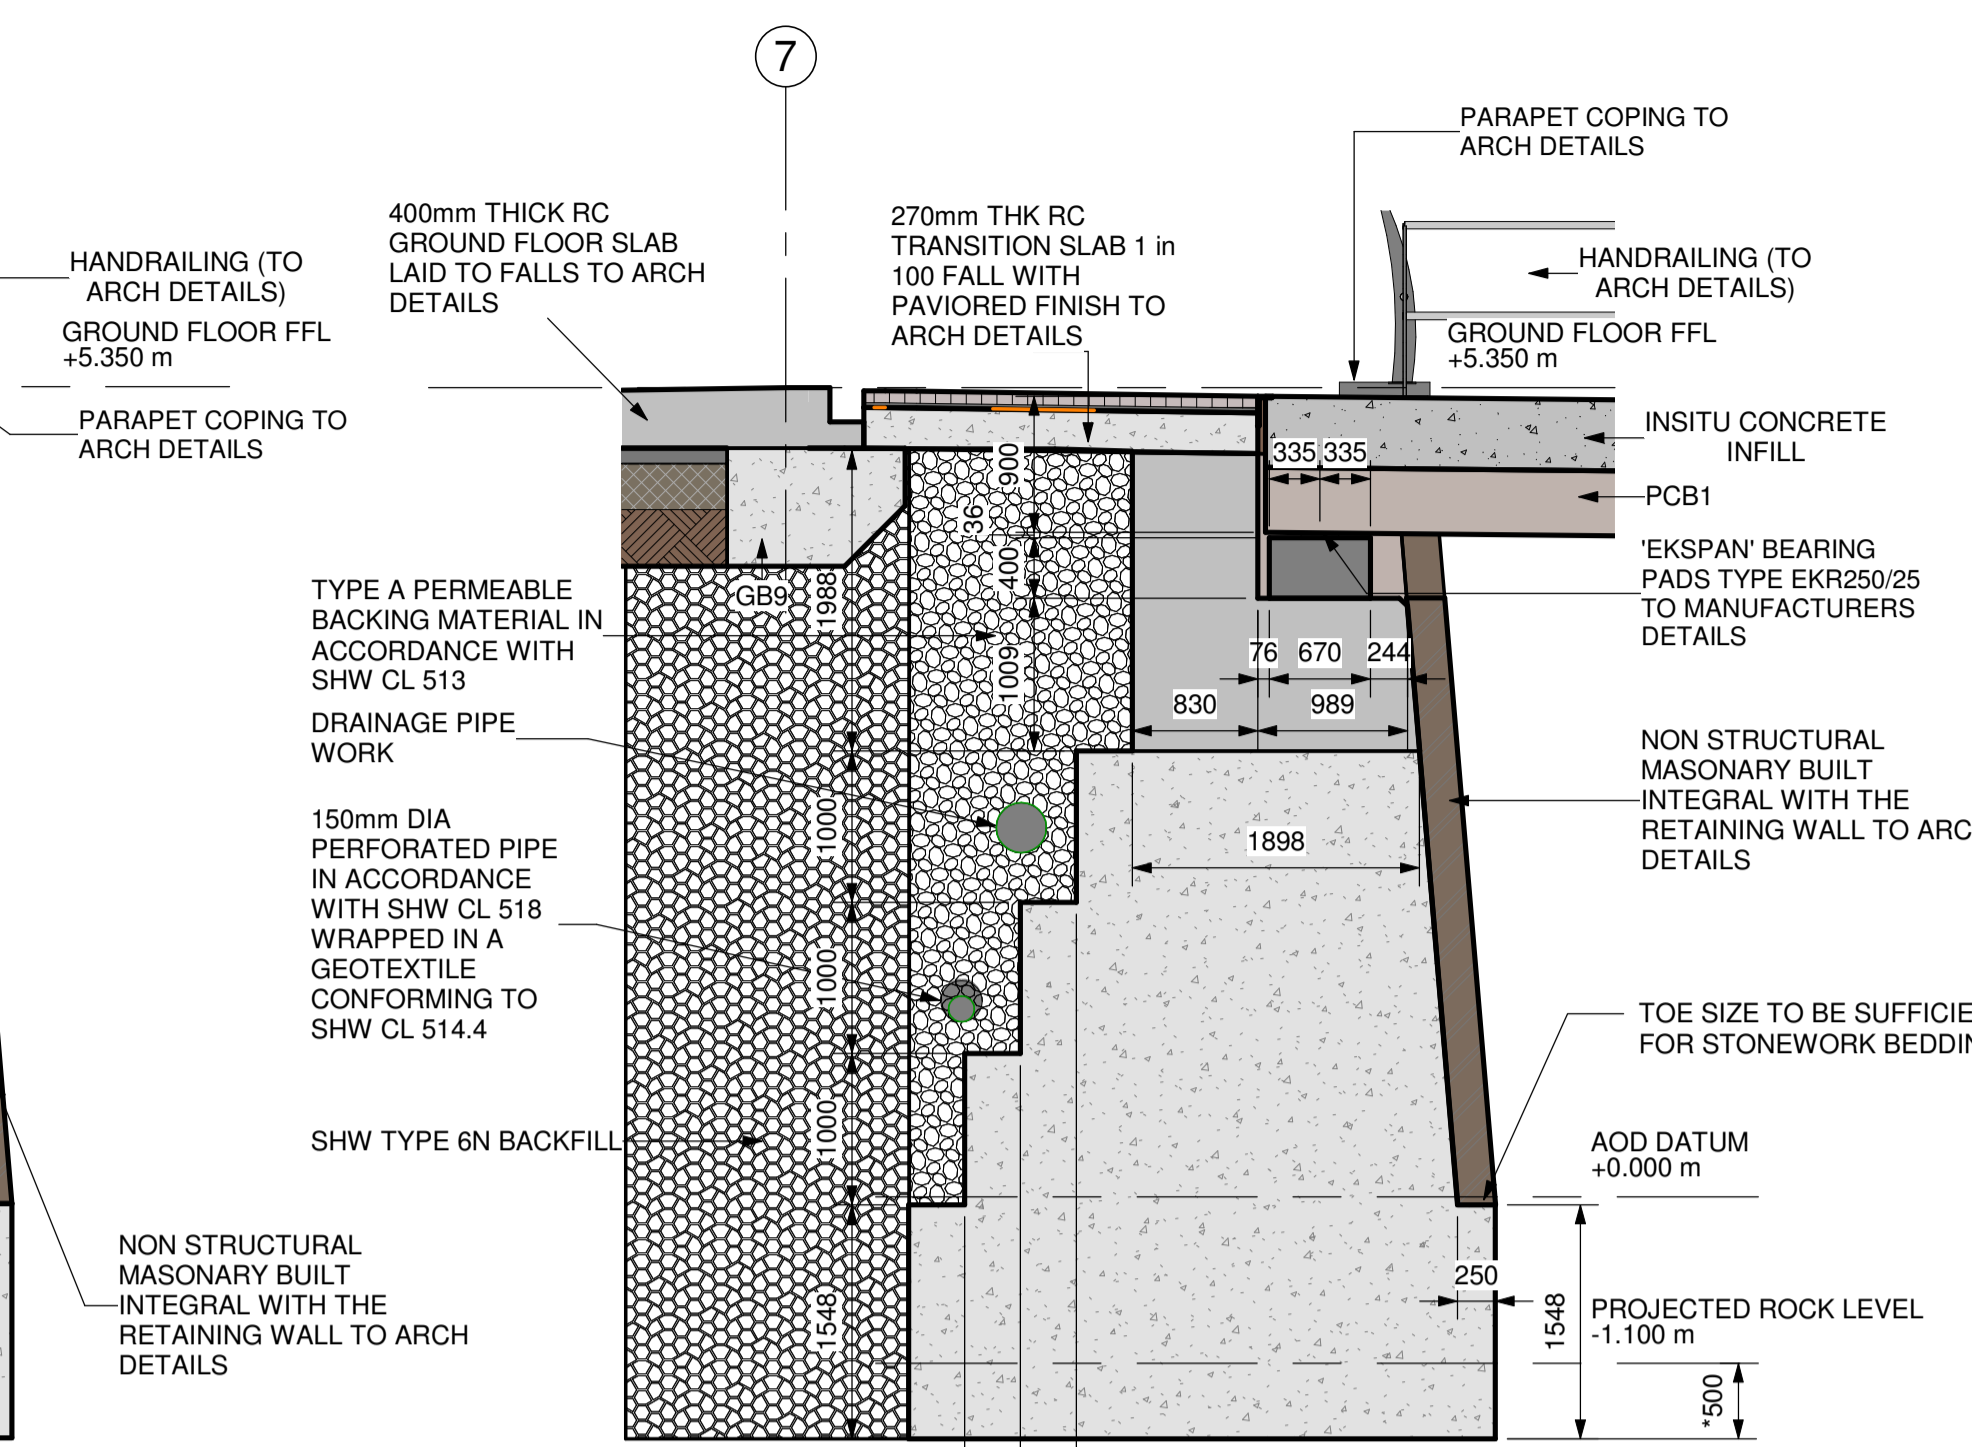 7
PARAPET COPING TO
ARCH DETAILS
400mm THICK RC
GROUND FLOOR SLAB
LAID TO FALLS TO ARCH
DETAILS
270mm THK RC
TRANSITION SLAB 1 in
100 FALL WITH
PAVIORED FINISH TO
ARCH DETAILS
HANDRAILING (TO
ARCH DETAILS)
GROUND FLOOR FFL
+5.350 m
PARAPET COPING TO
ARCH DETAILS
HANDRAILING (TO
ARCH DETAILS)
GROUND FLOOR FFL
+5.350 m
INSITU CONCRETE
INFILL
PCB1
'EKSPAN' BEARING
PADS TYPE EKR250/25
TO MANUFACTURERS
DETAILS
335 335
900
36
400
1009
1988
GB9
TYPE A PERMEABLE
BACKING MATERIAL IN
ACCORDANCE WITH
SHW CL 513
DRAINAGE PIPE
WORK
76 670 244
830 989
1898
NON STRUCTURAL
MASONARY BUILT
INTEGRAL WITH THE
RETAINING WALL TO ARC
DETAILS
150mm DIA
PERFORATED PIPE
IN ACCORDANCE
WITH SHW CL 518
WRAPPED IN A
GEOTEXTILE
CONFORMING TO
SHW CL 514.4
1000
1000
1000
1548
TOE SIZE TO BE SUFFICIE
FOR STONEWORK BEDDIN
SHW TYPE 6N BACKFILL
AOD DATUM
+0.000 m
NON STRUCTURAL
MASONARY BUILT
INTEGRAL WITH THE
RETAINING WALL TO ARCH
DETAILS
250
1548
PROJECTED ROCK LEVEL
-1.100 m
*500